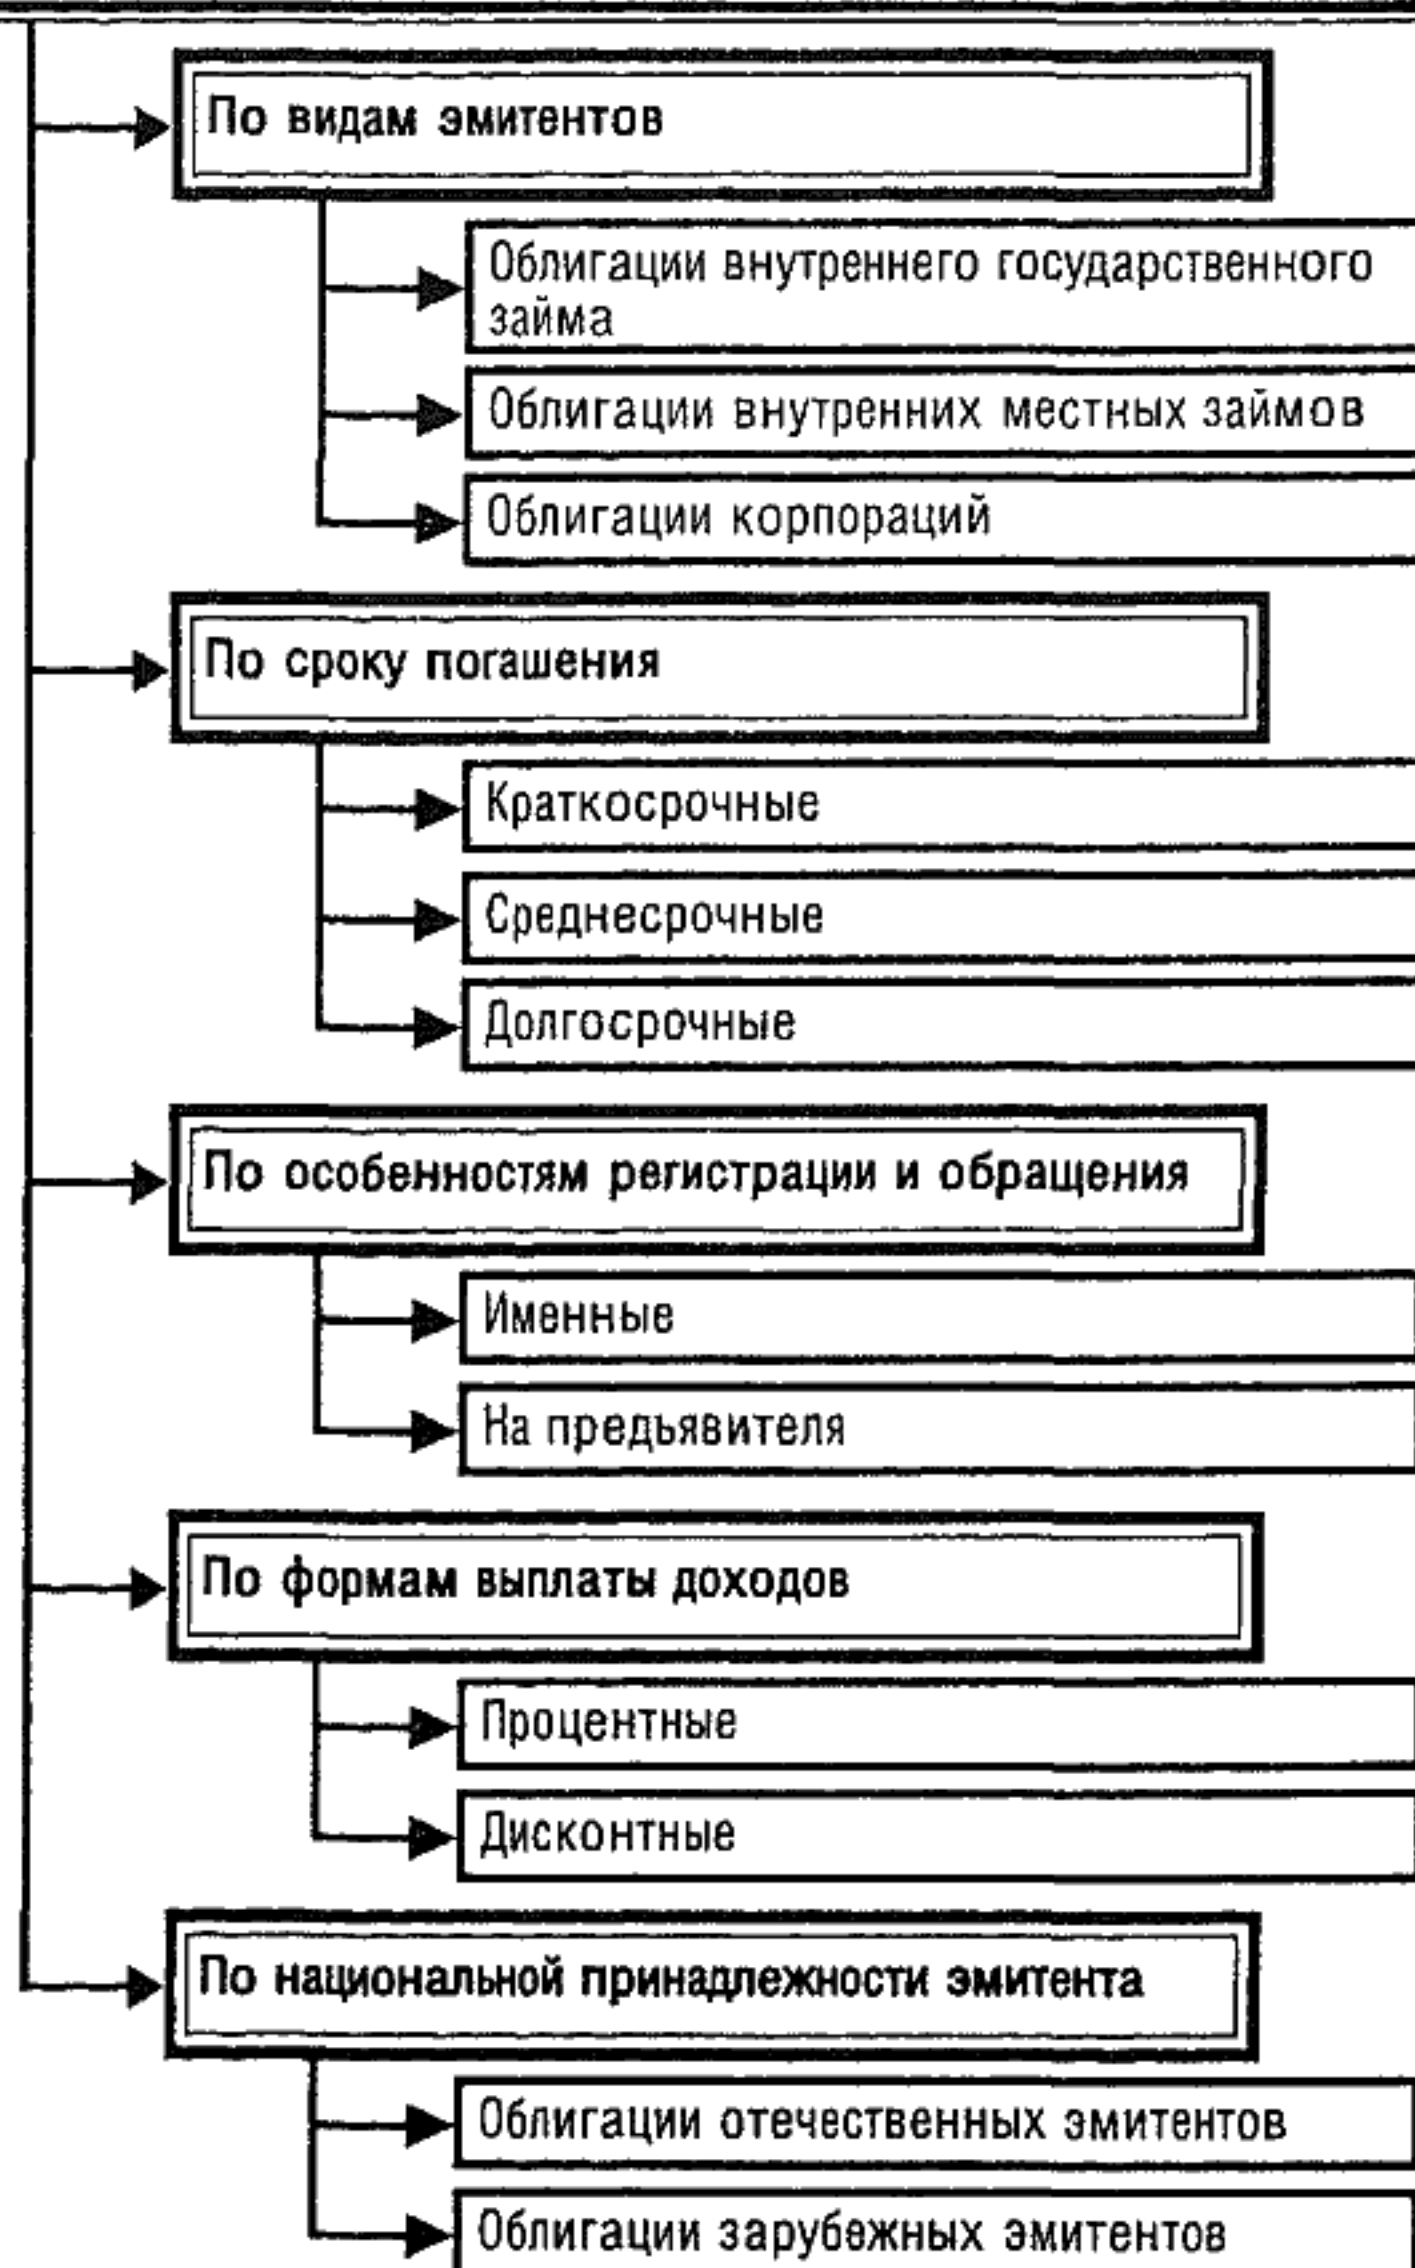 По видам эмитентов
Облигации внутреннего государственного
займа
Облигации внутренних местных займов
Облигации корпораций
По сроку погашения
Краткосрочные
Среднесрочные
Долгосрочные
По особенностям регистрации и обращения
Именные
На предьявителя
По формам выплаты доходов
Процентные
Дисконтные
По национальной принадлежности эмитента
Облигации отечественных эмитентов
Облигации зарубежных эмитентов